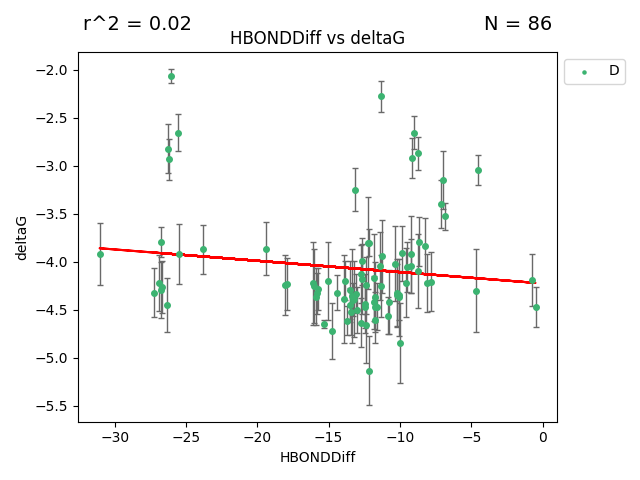 r^2 = 0.02
N = 86
HBONDDiff vs deltaG
D
−2.0
−2.5
−3.0
−3.5
−4.0
−4.5
−5.0
−5.5
deltaG
−30
−25
−20
−15
−10
−5
0
HBONDDiff